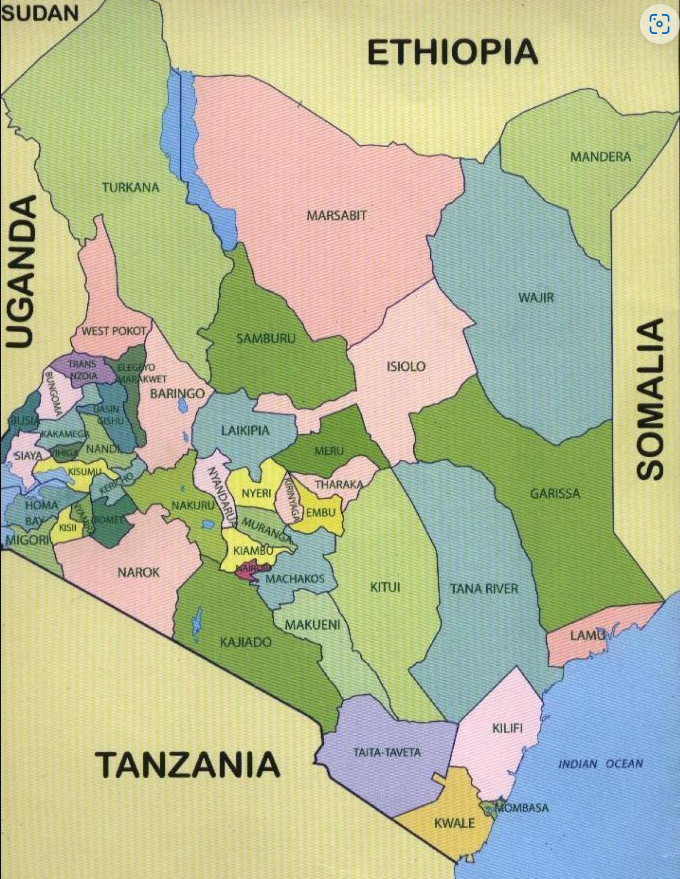 SUDAN
ETHIOPIA
MANDERA
TURKANA
MARSABIT
UGANDA
WAJIR
WEST POKOT
SAMBURU
SOMALIA
TRANS
NZOIA
ELEGEYO
MARAKWET
ISIOLO
BUNGOMA
BARINGO
UASIN
GISHU
BUSIA
KAKAMEGA
LAIKIPIA
VIHIGA
NANDI
SIAYA
MERU
KISUMU
KERICHO
NYANDARUA
NYERI
KIRINYAGA
THARAKA
GARISSA
HOMA
BAY
NYAMIRA
NAKURU
EMBU
KISII
BOMET
MURANGA
MIGORI
KIAMBU
NAIROBI
NAROK
MACHAKOS
KITUI
TANA RIVER
MAKUENI
LAMU
KAJIADO
KILIFI
TAITA-TAVETA
TANZANIA
INDIAN OCEAN
MOMBASA
KWALE